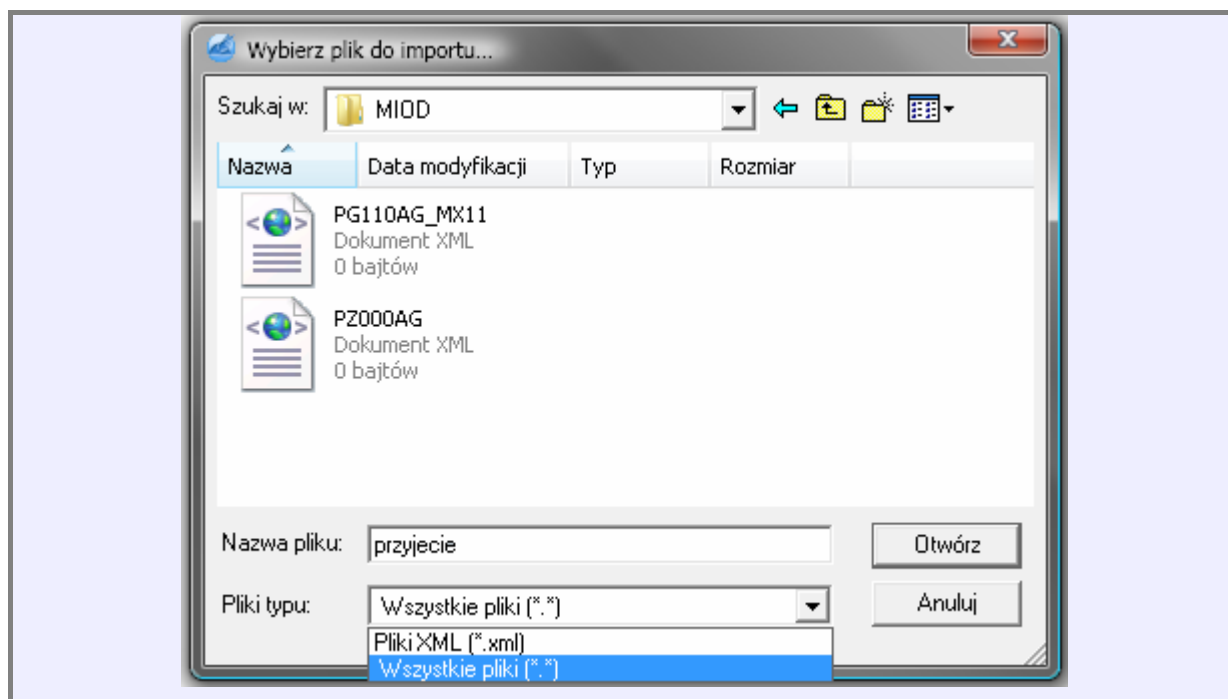 Wybierz plik do importu...
Szukaj w: MIOD
Nazwa Data modyfikacji Typ Rozmiar
PG110AG_MX11
Dokument XML
0 bajtów
PZ000AG
Dokument XML
0 bajtów
Nazwa pliku: przyjecie Otwórz
Pliki typu: Wszystkie pliki (*.*) Anuluj
Pliki XML (*.xml)
Wszystkie pliki (*.*)